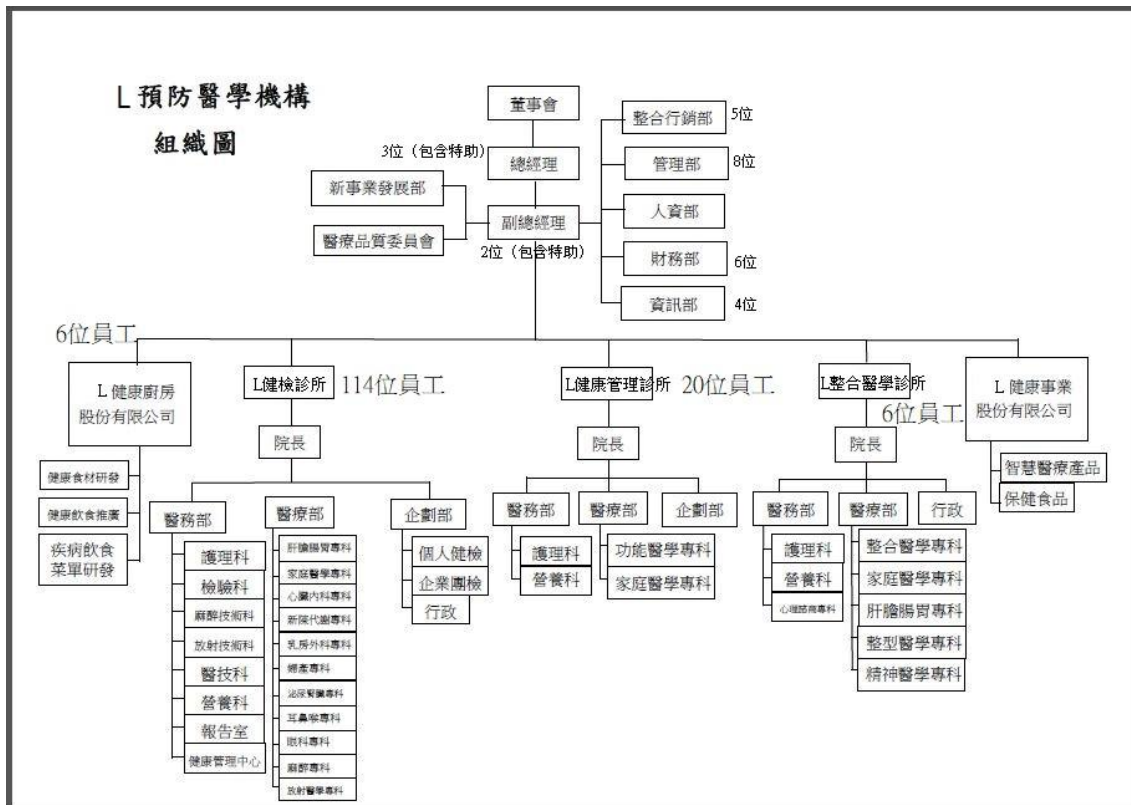 L 預防醫學機構
組織圖
董事會
3位（包含特助）
總經理
新事業發展部
副總經理
醫療品質委員會
2位（包含特助）
整合行銷部
5位
管理部
8位
人資部
財務部
6位
資訊部
4位
6位員工
L 健康廚房
股份有限公司
健康食材研發
健康飲食推廣
疾病飲食
菜單研發
L健檢診所
114位員工
院長
醫務部
護理科
檢驗科
麻醉技術科
放射技術科
醫技科
營養科
報告室
健康管理中心
醫療部
肝膽腸胃專科
家庭醫學專科
心臟內科專科
新陳代謝專科
乳房外科專科
婦產專科
泌尿腎臟專科
耳鼻喉專科
眼科專科
麻醉專科
放射醫學專科
企劃部
個人健檢
企業團檢
行政
L健康管理診所
20位員工
院長
醫務部
護理科
營養科
醫療部
功能醫學專科
家庭醫學專科
企劃部
L整合醫學診所
6位員工
院長
醫務部
護理科
營養科
心理諮商專科
醫療部
整合醫學專科
家庭醫學專科
肝膽腸胃專科
整型醫學專科
精神醫學專科
行政
L 健康事業
股份有限公司
智慧醫療產品
保健食品